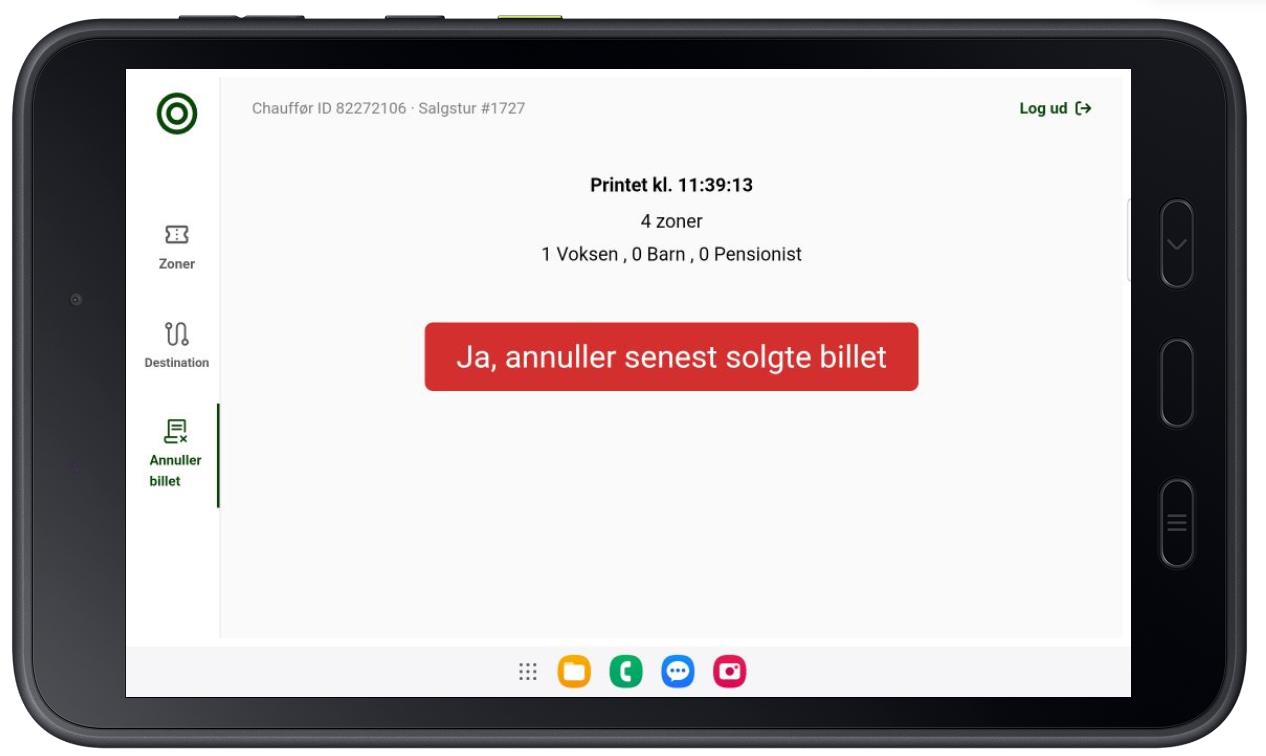 Chauffør ID 82272106 · Salgstur #1727
Log ud
Printet kl. 11:39:13
4 zoner
1 Voksen , 0 Barn , 0 Pensionist
Ja, annuller senest solgte billet
Zoner
Destination
Annuller
billet